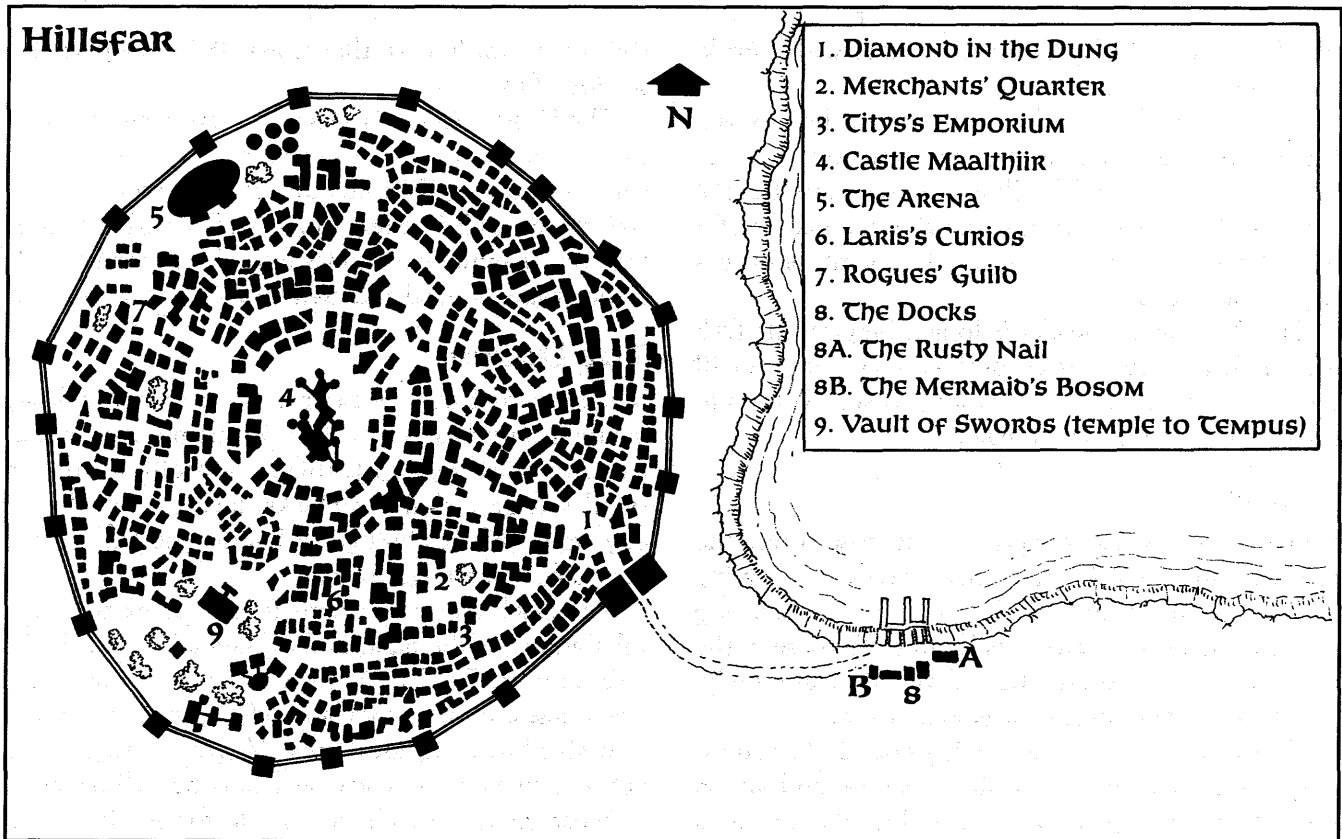 Hillsfar
N
1. Diamond in the Dung
2. Merchants' Quarter
3. Titys's Emporium
4. Castle Maalthiir
5. The Arena
6. Laris's Curios
7. Rogues' Guild
8. The Docks
8A. The Rusty Nail
8B. The Mermaid's Bosom
9. Vault of Swords (temple to Tempus)
5
7
4
1
1
2
6
3
9
A
B
8